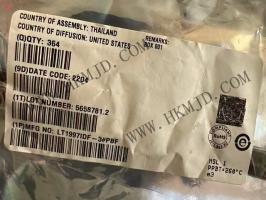 COUNTRY OF ASSEMBLY: THAILAND
COUNTRY OF DIFFUSION: UNITED STATES
(Q)QTY: 364
REMARKS:
BOX 001
(9D)DATE CODE: 2204
(1T)LOT NUMBER: 5658781.2
(1P)MFG NO: LT1997IDF-3#PBF
WWW.HKMJD.COM
MSL 1
PPBT=260°C
e3